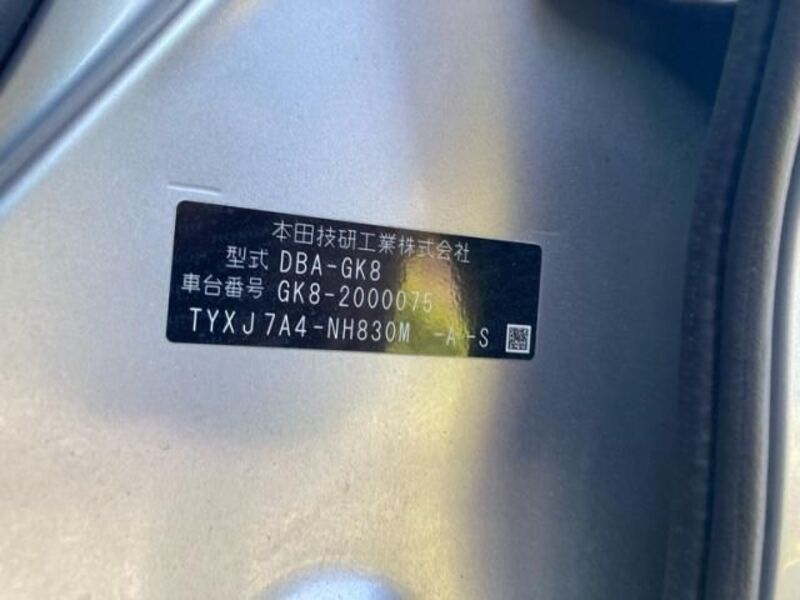 本田技研工業株式会社
型式 DBA-GK8
車台番号 GK8-2000075
TYXJ7A4-NH830M -A-S